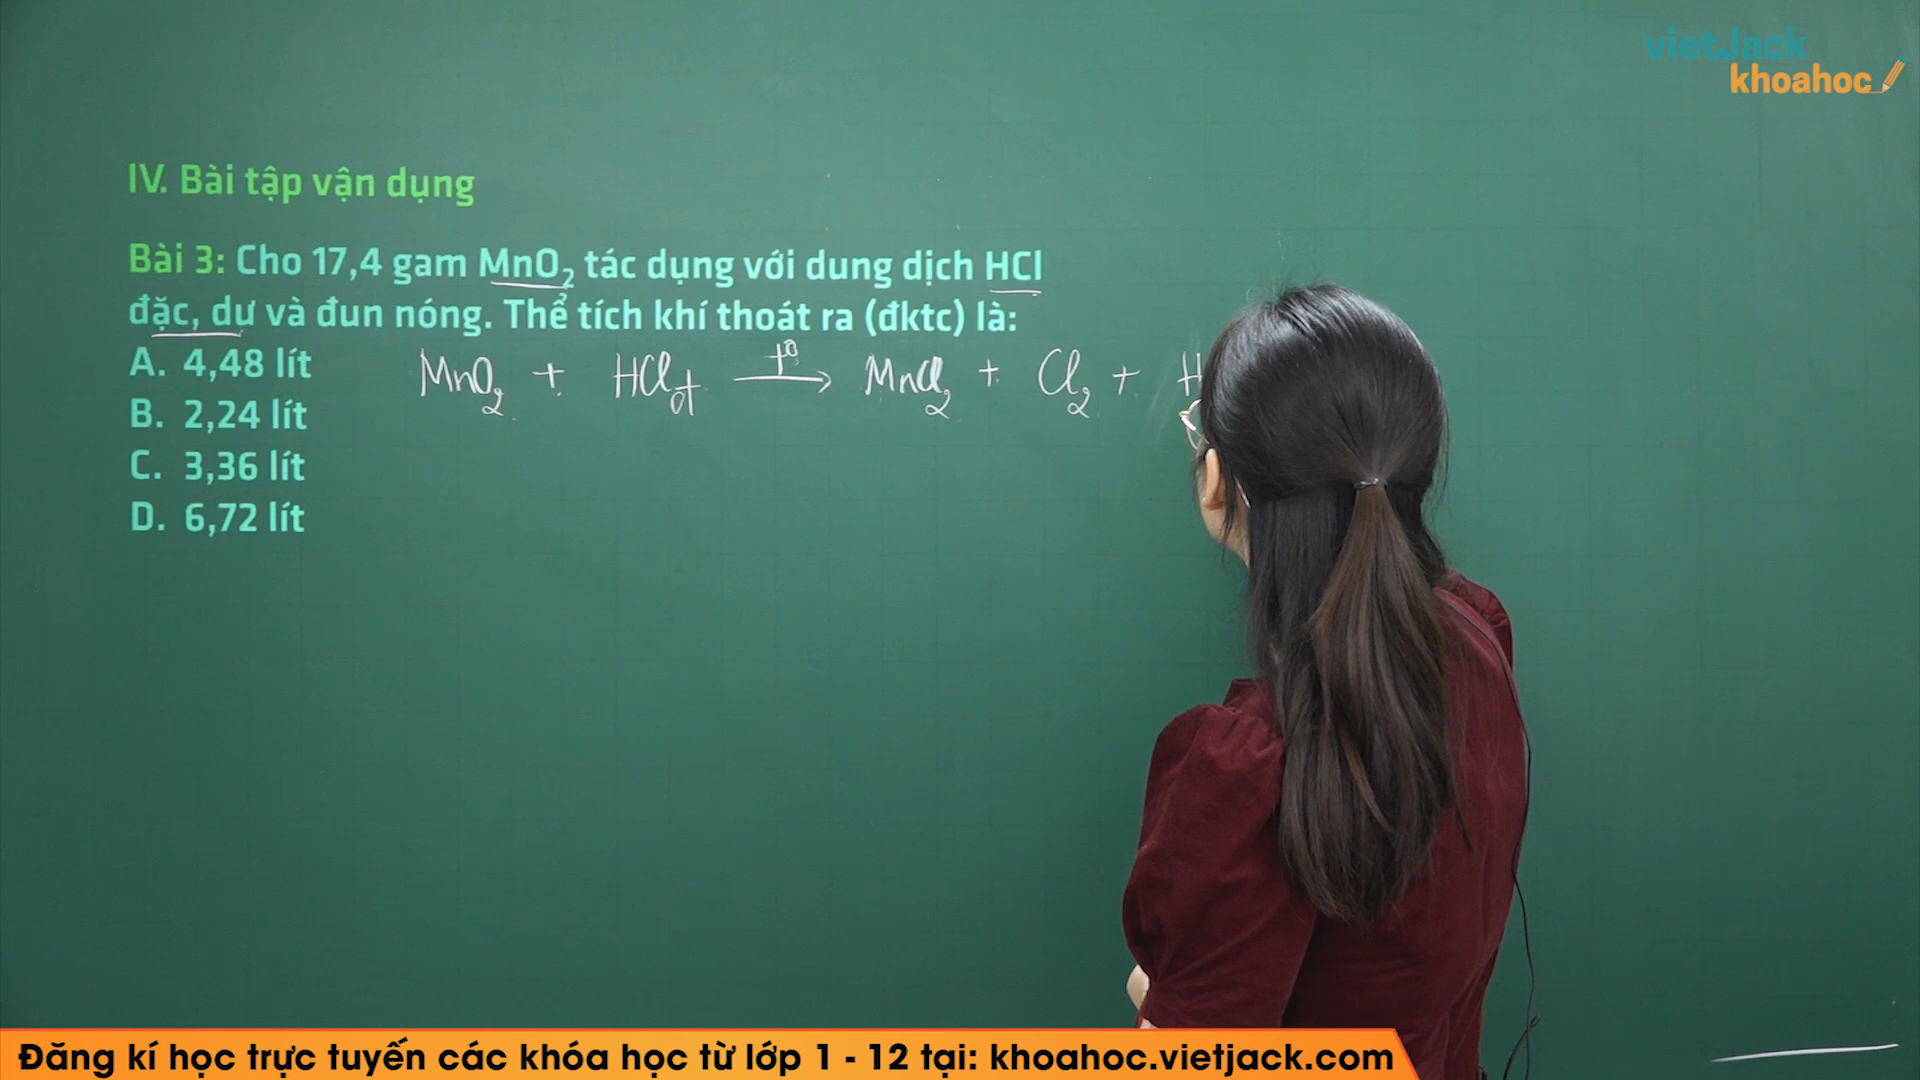 vietJack
khoahoc
IV. Bài tập vận dụng
Bài 3: Cho 17,4 gam MnO₂ tác dụng với dung dịch HCl
đặc, dư và đun nóng. Thể tích khí thoát ra (đktc) là:
A. 4,48 lít
B. 2,24 lít
C. 3,36 lít
D. 6,72 lít
MnO₂ + HClđ → t⁰ MnCl₂ + Cl₂ + H
Đăng kí học trực tuyến các khóa học từ lớp 1 - 12 tại: khoahoc.vietjack.com